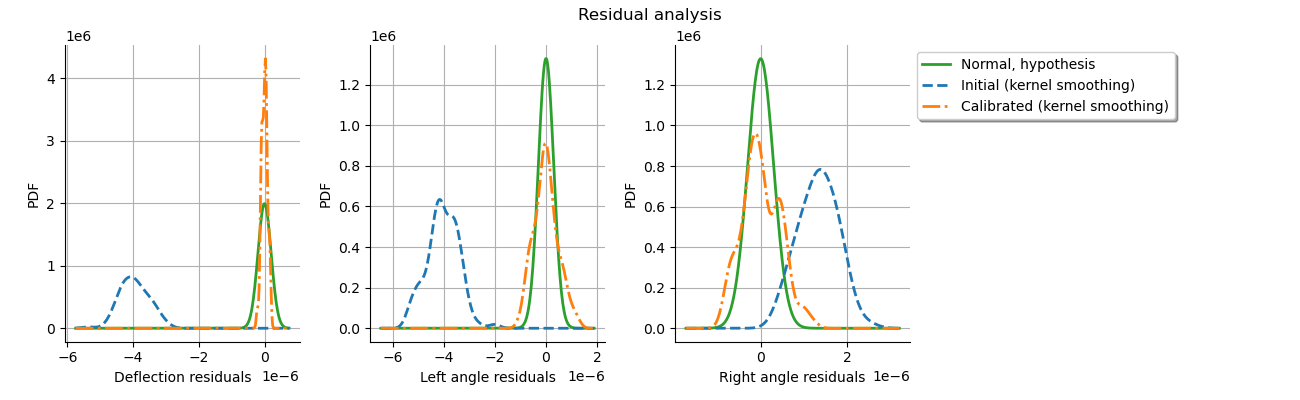 Residual analysis
1e6
4
3
2
1
0
PDF
−6
−4
−2
0
Deflection residuals
1e−6
1e6
1.2
1.0
0.8
0.6
0.4
0.2
0.0
PDF
−6
−4
−2
0
2
Left angle residuals
1e−6
1e6
1.2
1.0
0.8
0.6
0.4
0.2
0.0
PDF
0
2
Right angle residuals
1e−6
Normal, hypothesis
Initial (kernel smoothing)
Calibrated (kernel smoothing)